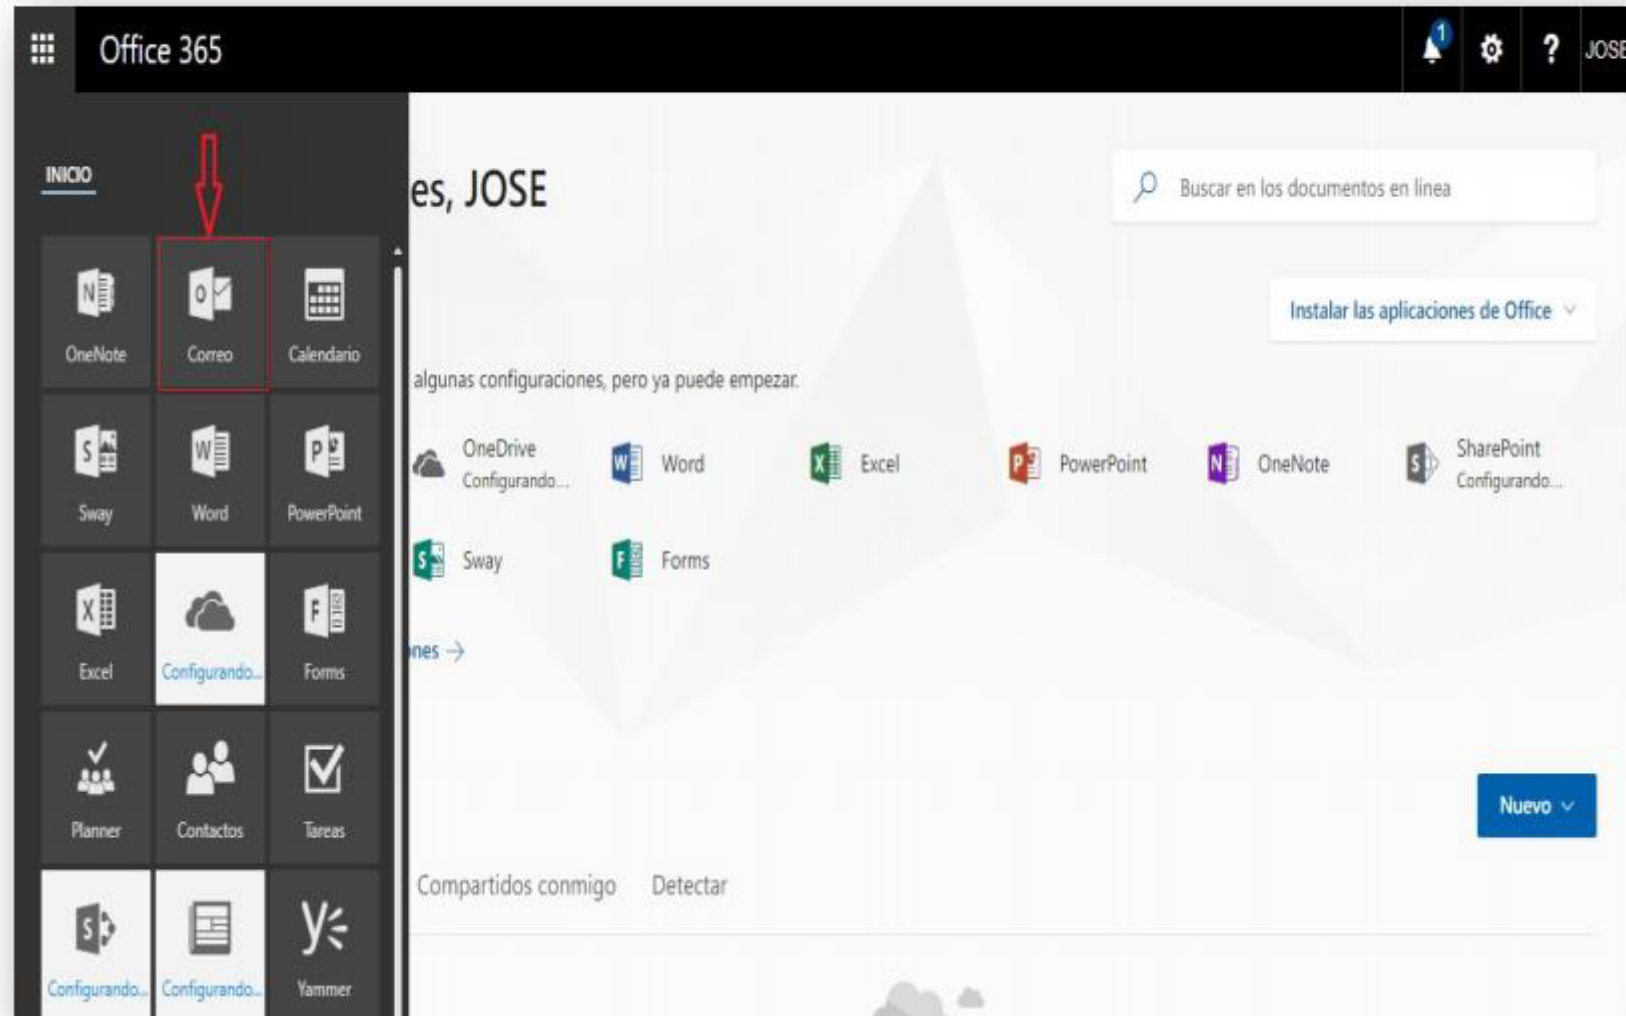 Office 365
1
?
JOSE
INICIO
es, JOSE
Buscar en los documentos en línea
Instalar las aplicaciones de Office
OneNote
Correo
Calendario
algunas configuraciones, pero ya puede empezar.
Sway
Word
PowerPoint
OneDrive
Configurando...
Word
Excel
PowerPoint
OneNote
SharePoint
Configurando...
Sway
Forms
Excel
Configurando...
Forms
ones →
Planner
Contactos
Tareas
Nuevo
Compartidos conmigo
Detectar
Configurando...
Configurando...
Yammer